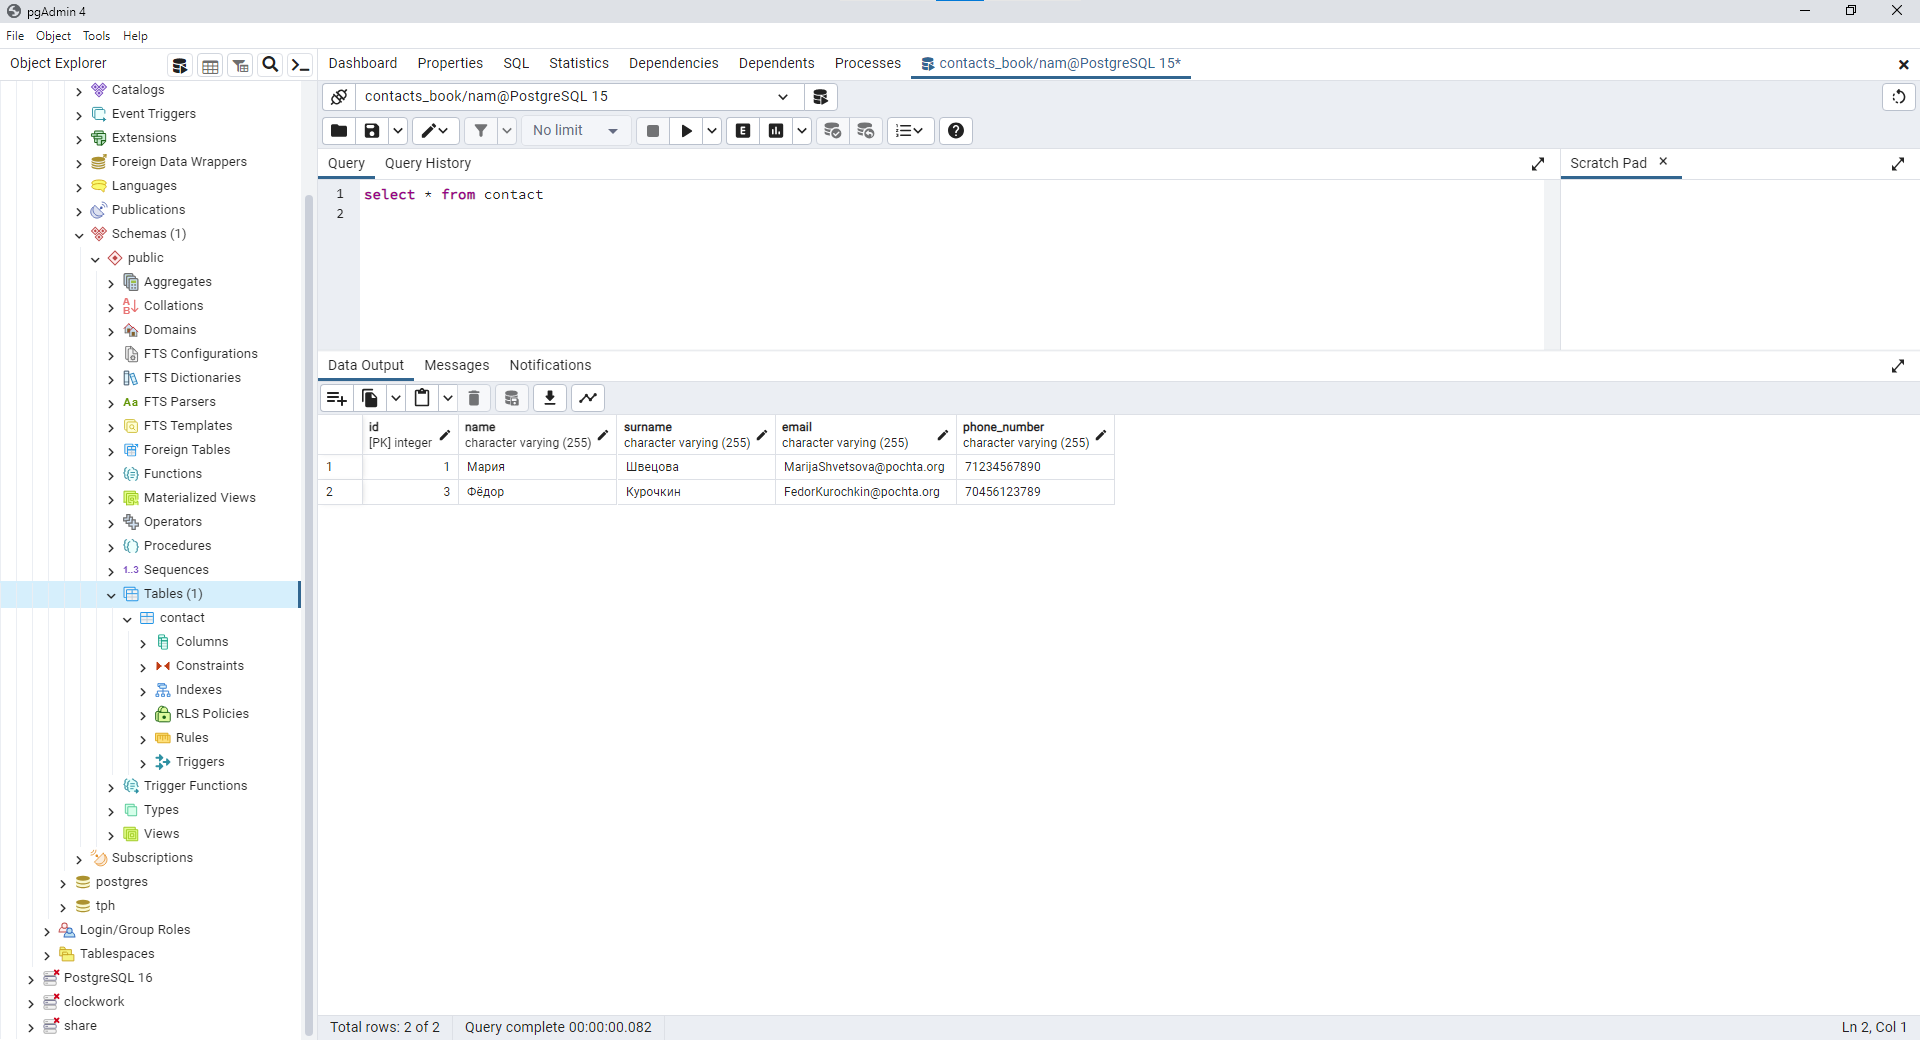 pgAdmin 4
File Object Tools Help
Object Explorer
Dashboard Properties SQL Statistics Dependencies Dependents Processes contacts_book/nam@PostgreSQL 15*
Catalogs
Event Triggers
Extensions
Foreign Data Wrappers
Languages
Publications
Schemas (1)
public
Aggregates
Collations
Domains
FTS Configurations
FTS Dictionaries
Aa FTS Parsers
FTS Templates
Foreign Tables
Functions
Materialized Views
Operators
Procedures
1..3 Sequences
Tables (1)
contact
Columns
Constraints
Indexes
RLS Policies
Rules
Triggers
Trigger Functions
Types
Views
Subscriptions
postgres
tph
Login/Group Roles
Tablespaces
PostgreSQL 16
clockwork
share
contacts_book/nam@PostgreSQL 15
No limit E
Query Query History
Scratch Pad
1 select * from contact
2
Data Output Messages Notifications
id name surname email phone_number
[PK] integer character varying (255) character varying (255) character varying (255) character varying (255)
1 1 Мария Швецова MarijaShvetsova@pochta.org 71234567890
2 3 Фёдор Курочкин FedorKurochkin@pochta.org 70456123789
Total rows: 2 of 2 Query complete 00:00:00.082 Ln 2, Col 1